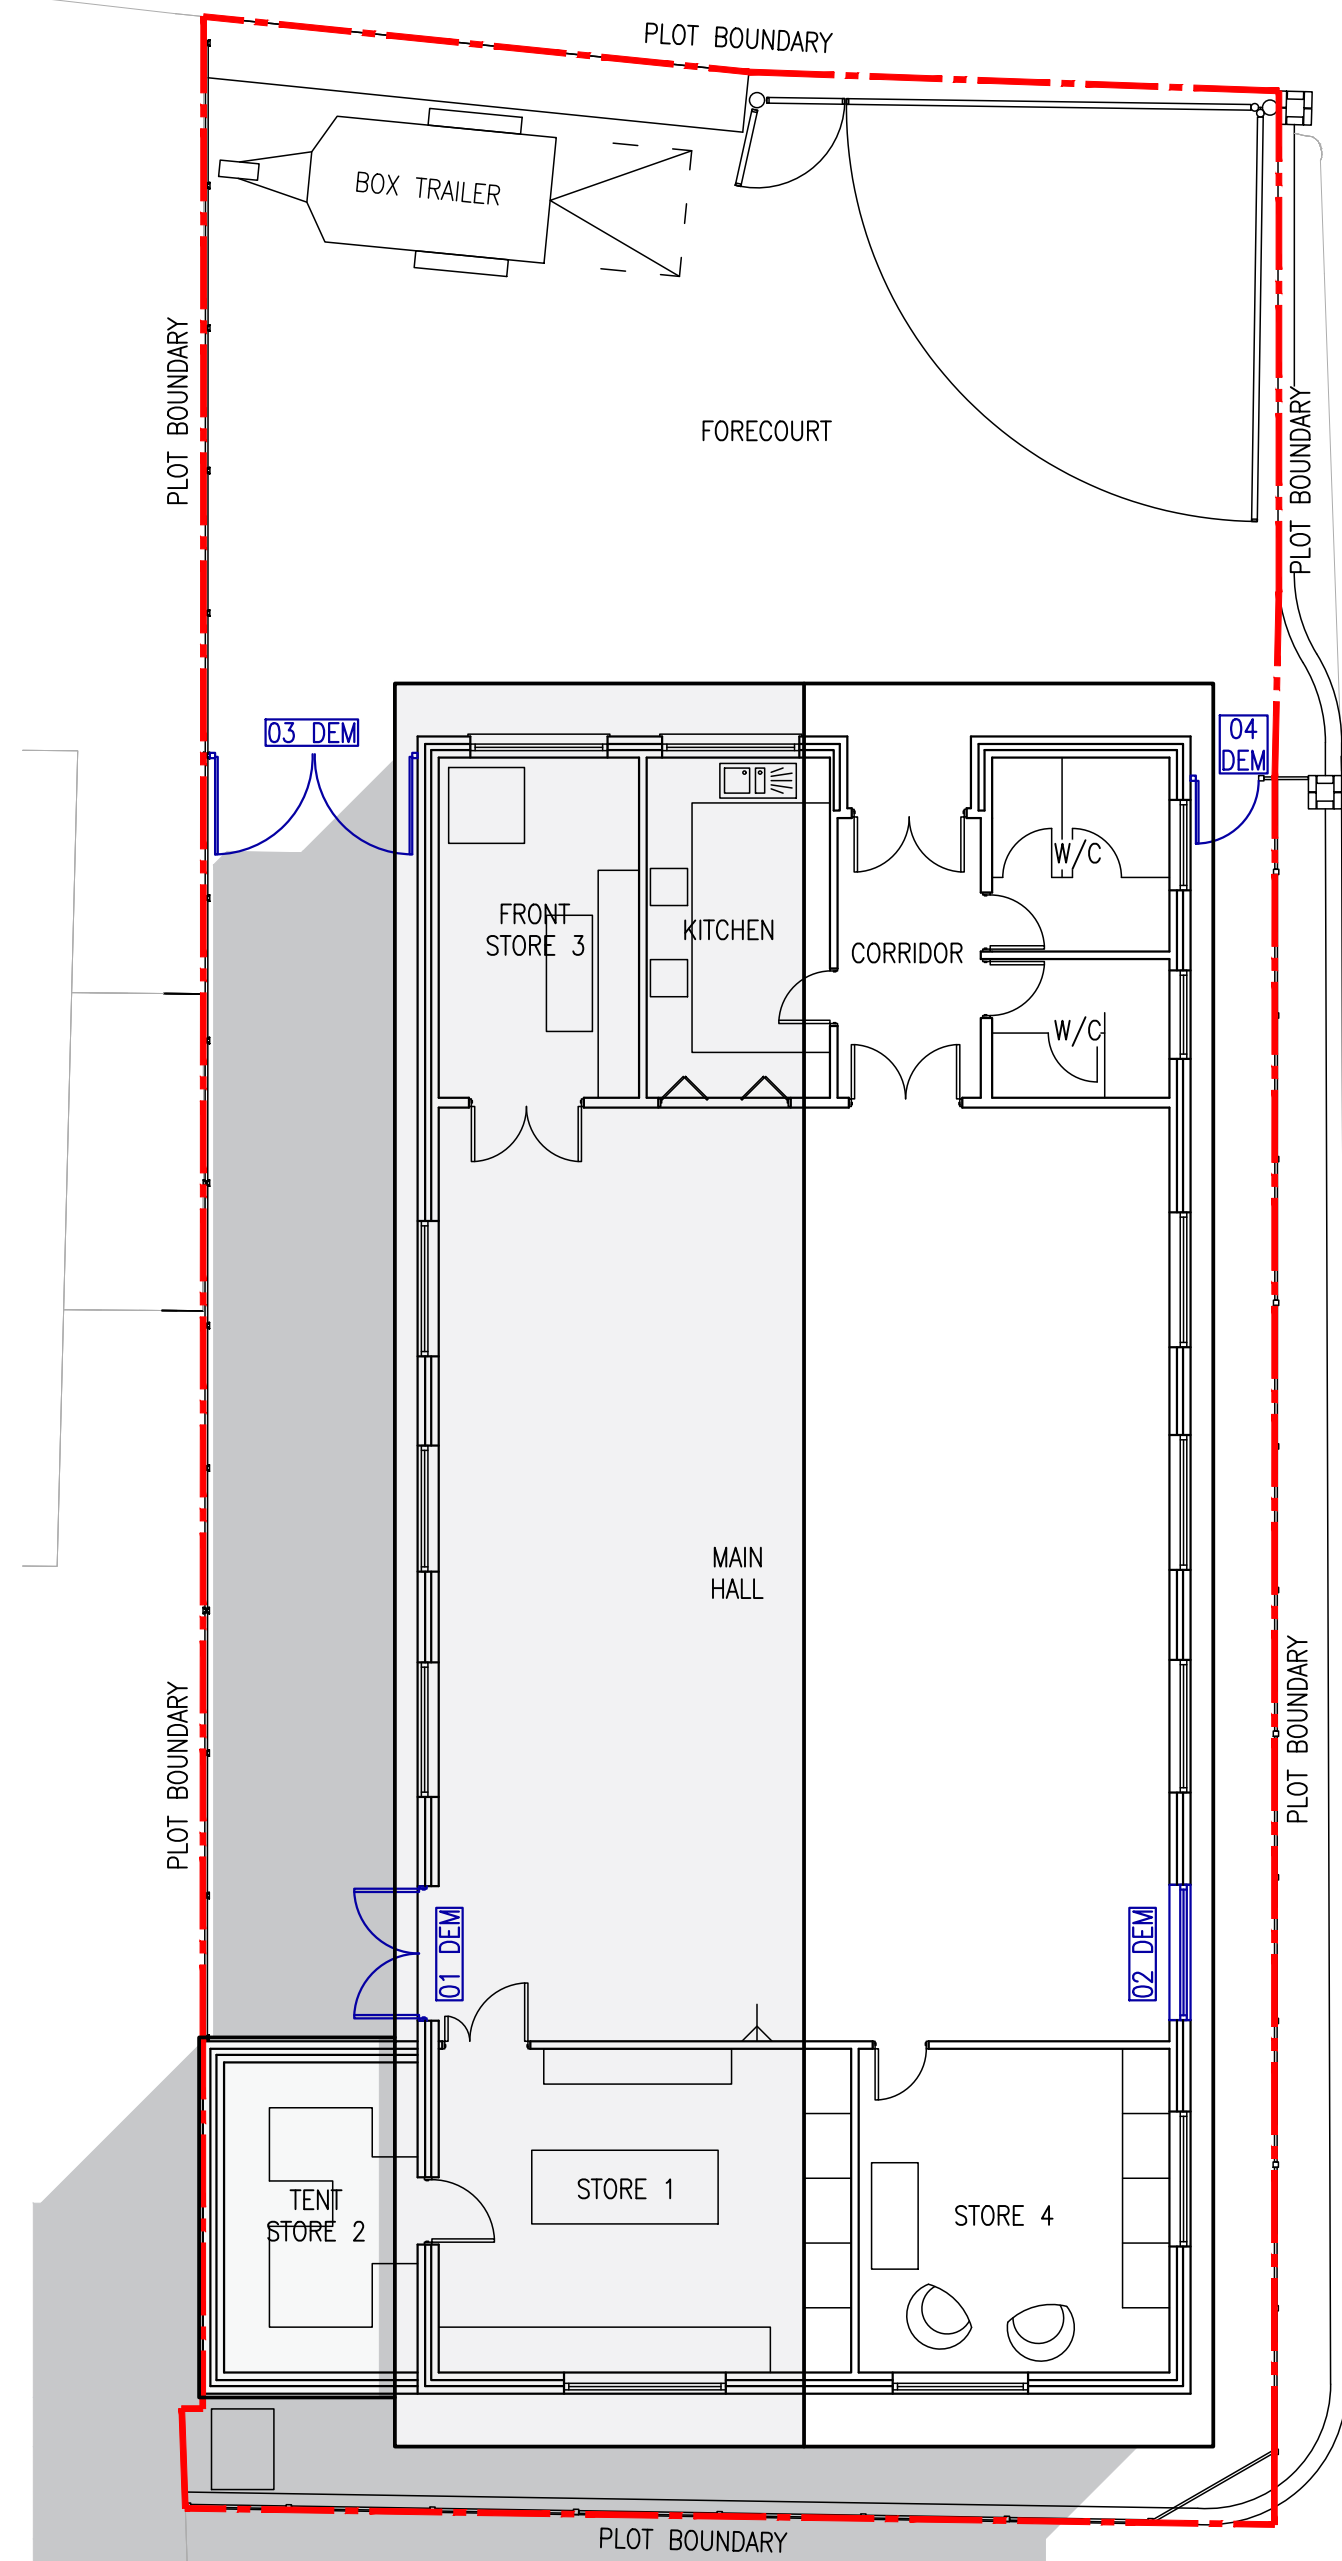 PLOT BOUNDARY
BOX TRAILER
PLOT BOUNDARY
PLOT BOUNDARY
FORECOURT
03 DEM
04
DEM
W/C
FRONT
STORE 3
KITCHEN
CORRIDOR
W/C
MAIN
HALL
PLOT BOUNDARY
PLOT BOUNDARY
01 DEM
02 DEM
TENT
STORE 2
STORE 1
STORE 4
PLOT BOUNDARY